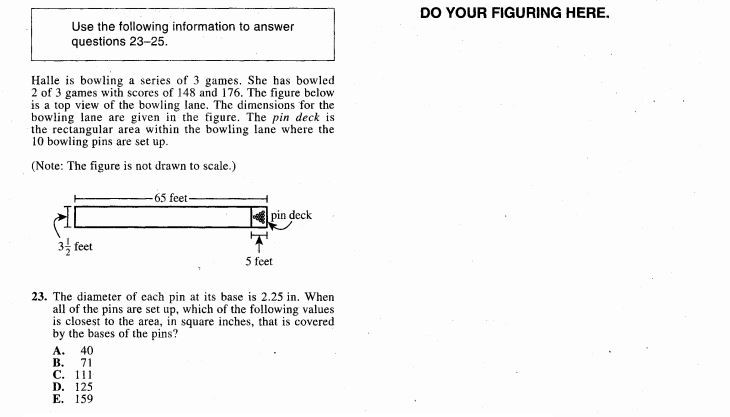 DO YOUR FIGURING HERE.
Use the following information to answer
questions 23–25.
Halle is bowling a series of 3 games. She has bowled
2 of 3 games with scores of 148 and 176. The figure below
is a top view of the bowling lane. The dimensions for the
bowling lane are given in the figure. The pin deck is
the rectangular area within the bowling lane where the
10 bowling pins are set up.
(Note: The figure is not drawn to scale.)
65 feet
pin deck
3 1/2 feet
5 feet
23. The diameter of each pin at its base is 2.25 in. When
all of the pins are set up, which of the following values
is closest to the area, in square inches, that is covered
by the bases of the pins?
A. 40
B. 71
C. 111
D. 125
E. 159